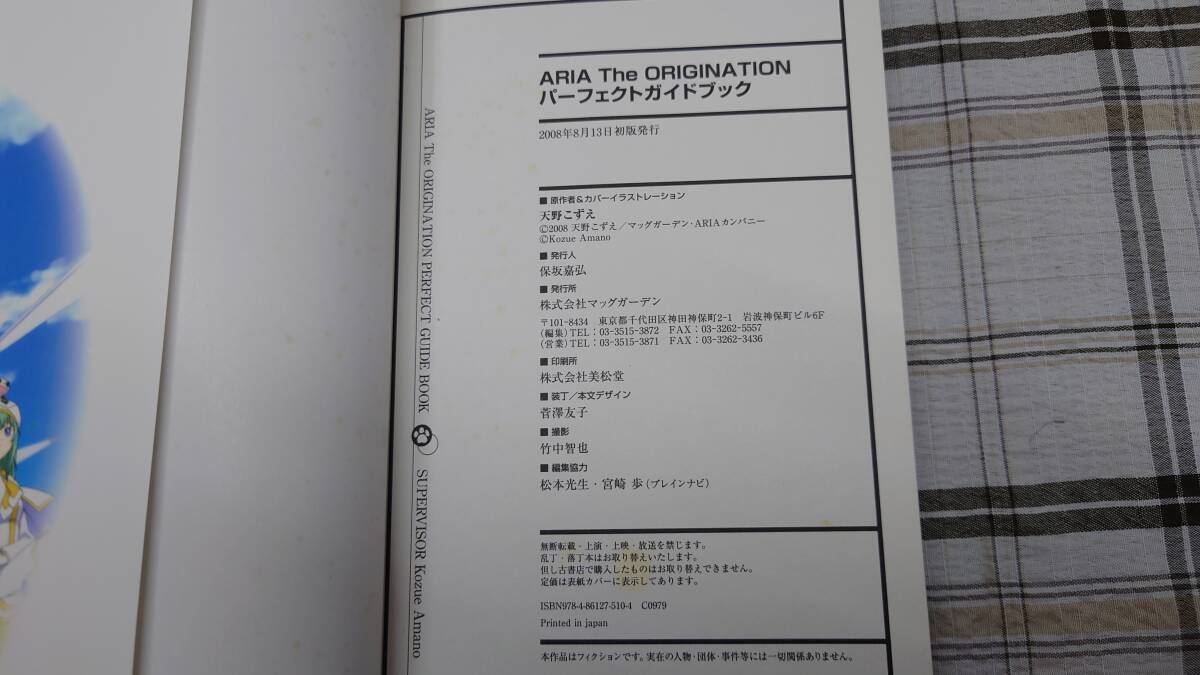 ARIA The ORIGINATION PERFECT GUIDE BOOK SUPERVISOR Kozue Amano
ARIA The ORIGINATION
パーフェクトガイドブック
2008年8月13日初版発行
■ 原作者&カバーイラストレーション
天野こずえ
©2008 天野こずえ/マッグガーデン・ARIAカンパニー
©Kozue Amano
■ 発行人
保坂嘉弘
■ 発行所
株式会社マッグガーデン
〒101-8434 東京都千代田区神田神保町2-1 岩波神保町ビル6F
(編集)TEL:03-3515-3872 FAX:03-3262-5557
(営業)TEL:03-3515-3871 FAX:03-3262-3436
■ 印刷所
株式会社美松堂
■ 装丁/本文デザイン
菅澤友子
■ 撮影
竹中智也
■ 編集協力
松本光生・宮崎 歩(ブレインナビ)
無断転載・上演・上映・放送を禁じます。
乱丁・落丁本はお取り替えいたします。
但し古書店で購入したものはお取り替えできません。
定価は表紙カバーに表示してあります。
ISBN978-4-86127-510-4 C0979
Printed in japan
本作品はフィクションです。実在の人物・団体・事件等には一切関係ありません。